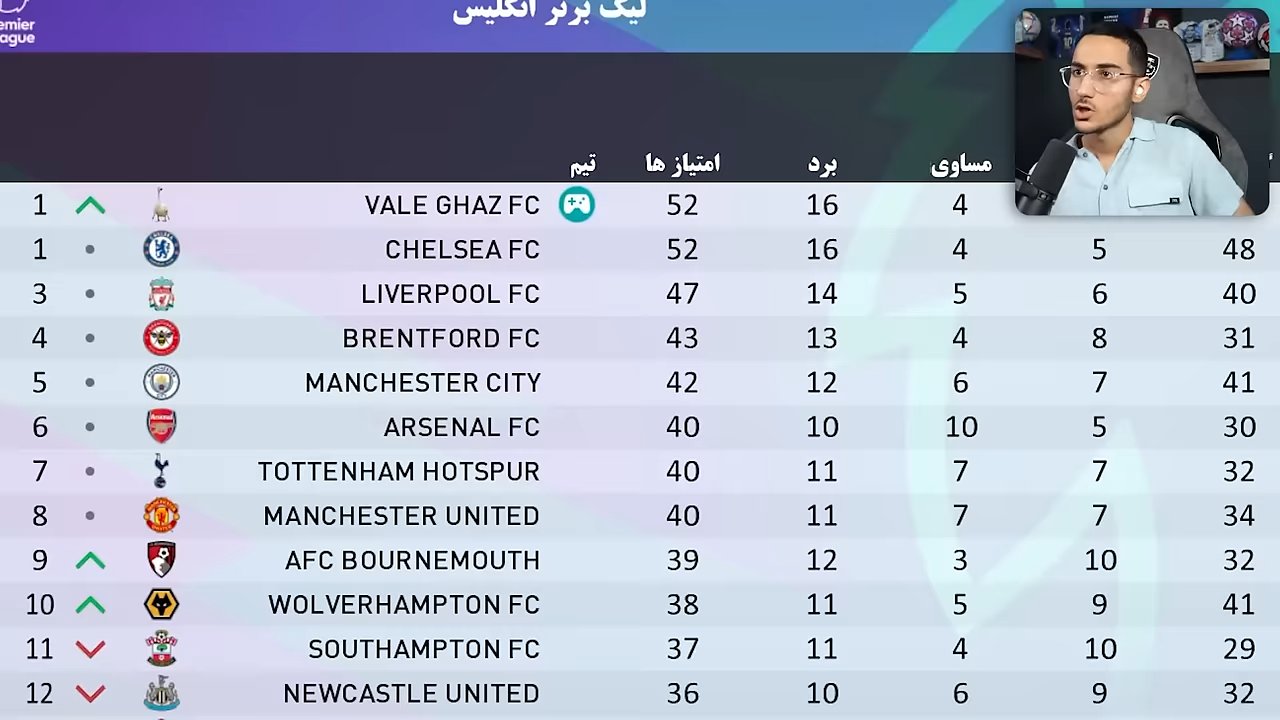 لیگ برتر انگلیس
emier
ague
تیم امتیاز ها برد مساوی
1 VALE GHAZ FC 52 16 4
1 CHELSEA FC 52 16 4 5 48
3 LIVERPOOL FC 47 14 5 6 40
4 BRENTFORD FC 43 13 4 8 31
5 MANCHESTER CITY 42 12 6 7 41
6 ARSENAL FC 40 10 10 5 30
7 TOTTENHAM HOTSPUR 40 11 7 7 32
8 MANCHESTER UNITED 40 11 7 7 34
9 AFC BOURNEMOUTH 39 12 3 10 32
10 WOLVERHAMPTON FC 38 11 5 9 41
11 SOUTHAMPTON FC 37 11 4 10 29
12 NEWCASTLE UNITED 36 10 6 9 32